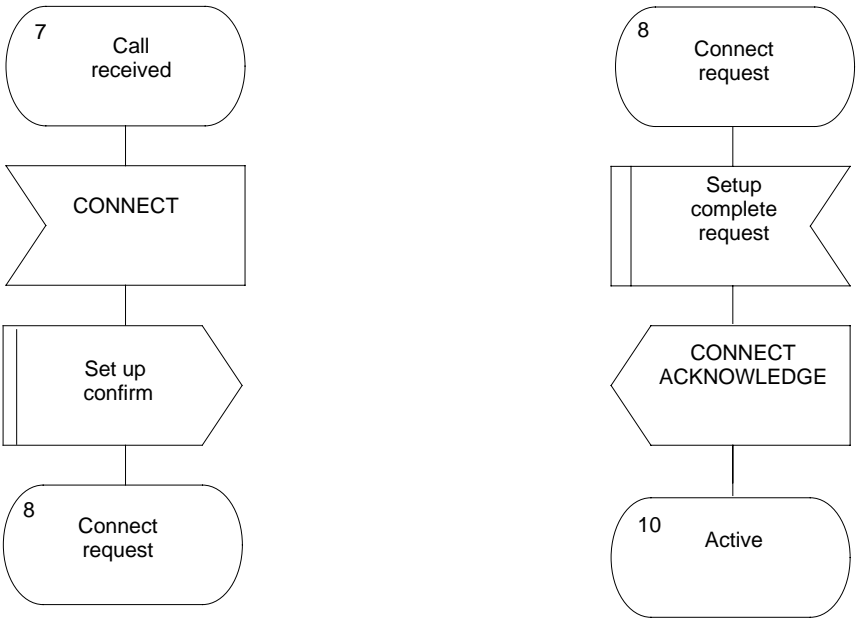 7
Call
received
CONNECT
Set up
confirm
8
Connect
request
8
Connect
request
Setup
complete
request
CONNECT
ACKNOWLEDGE
10
Active